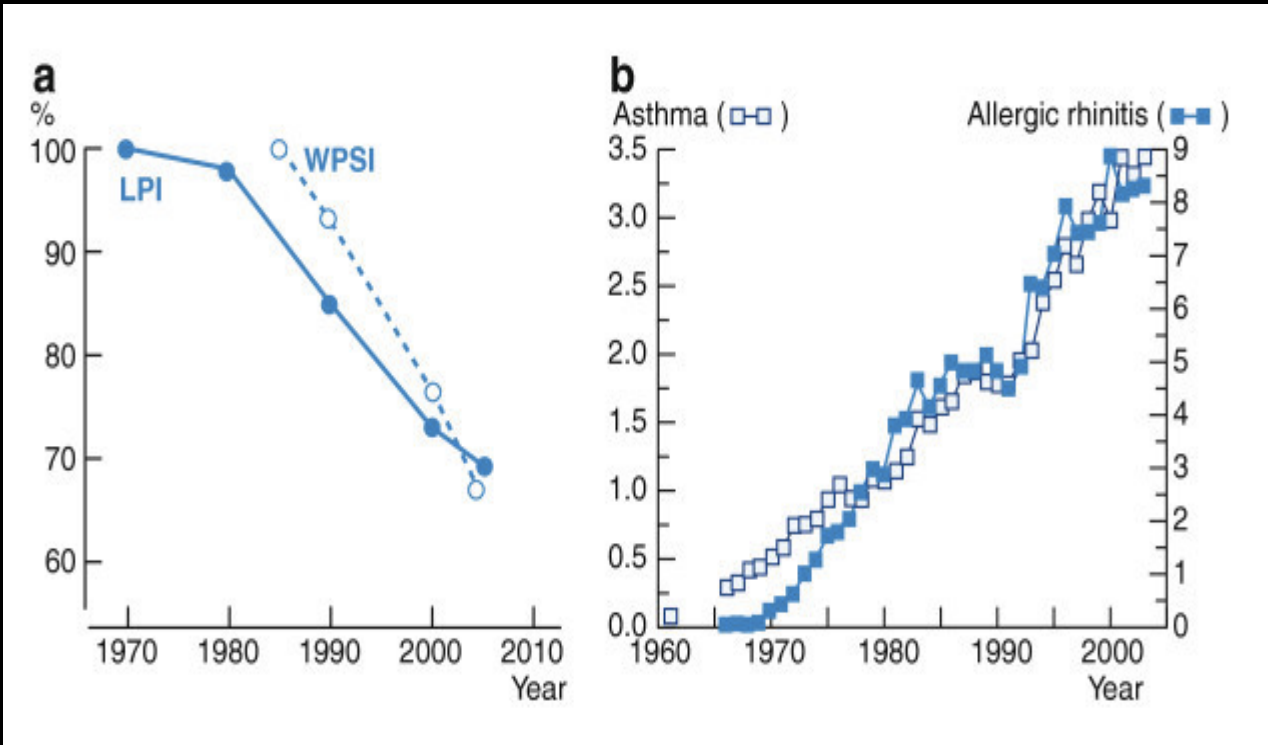 a
%
100
90
80
70
60
LPI
WPSI
1970 1980 1990 2000 2010
Year
b
Asthma ( )
Allergic rhinitis ( )
3.5
3.0
2.5
2.0
1.5
1.0
0.5
0.0
9
8
7
6
5
4
3
2
1
0
1960 1970 1980 1990 2000
Year